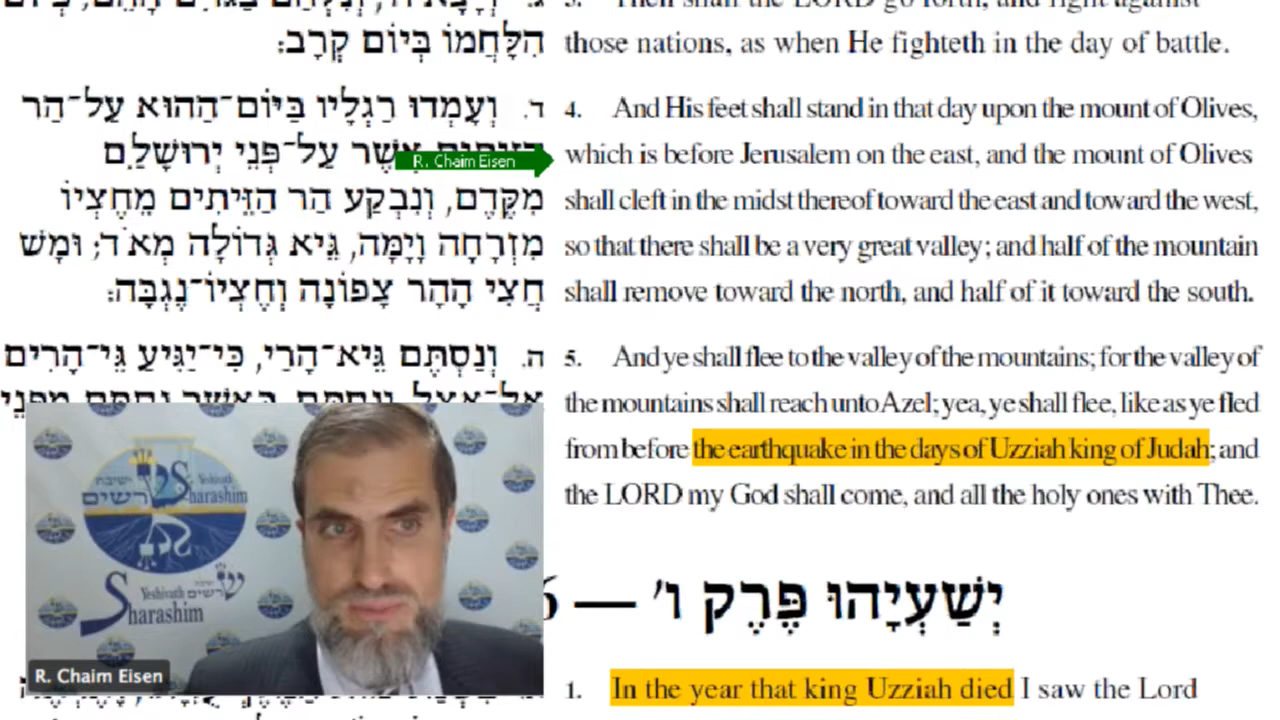 הִלָּחֲמוֹ בְּיוֹם קְרָב׃
those nations, as when He fighteth in the day of battle.
ד. וְעָמְדוּ רַגְלָיו בַּיּוֹם־הַהוּא עַל־הַר
אֲשֶׁר עַל־פְּנֵי יְרוּשָׁלַ͏ִם
מִקֶּדֶם, וְנִבְקַע הַר הַזֵּיתִים מֵחֶצְיוֹ
מִזְרָחָה וָיָמָּה, גֵּיא גְּדוֹלָה מְאֹד; וּמָשׁ
חֲצִי הָהָר צָפוֹנָה וְחֶצְיוֹ־נֶגְבָּה׃
R. Chaim Eisen
4. And His feet shall stand in that day upon the mount of Olives,
which is before Jerusalem on the east, and the mount of Olives
shall cleft in the midst thereof toward the east and toward the west,
so that there shall be a very great valley; and half of the mountain
shall remove toward the north, and half of it toward the south.
ה. וְנַסְתֶּם גֵּיא־הָרַי, כִּי־יַגִּיעַ גֵּי־הָרִים
5. And ye shall flee to the valley of the mountains; for the valley of
the mountains shall reach unto Azel; yea, ye shall flee, like as ye fled
from before the earthquake in the days of Uzziah king of Judah; and
the LORD my God shall come, and all the holy ones with Thee.
יְשַׁעְיָהוּ פֶּרֶק ו' — 6
1. In the year that king Uzziah died I saw the Lord
ישיבת
שרשים
Sharashim
Yeshivath
Sharashim
R. Chaim Eisen